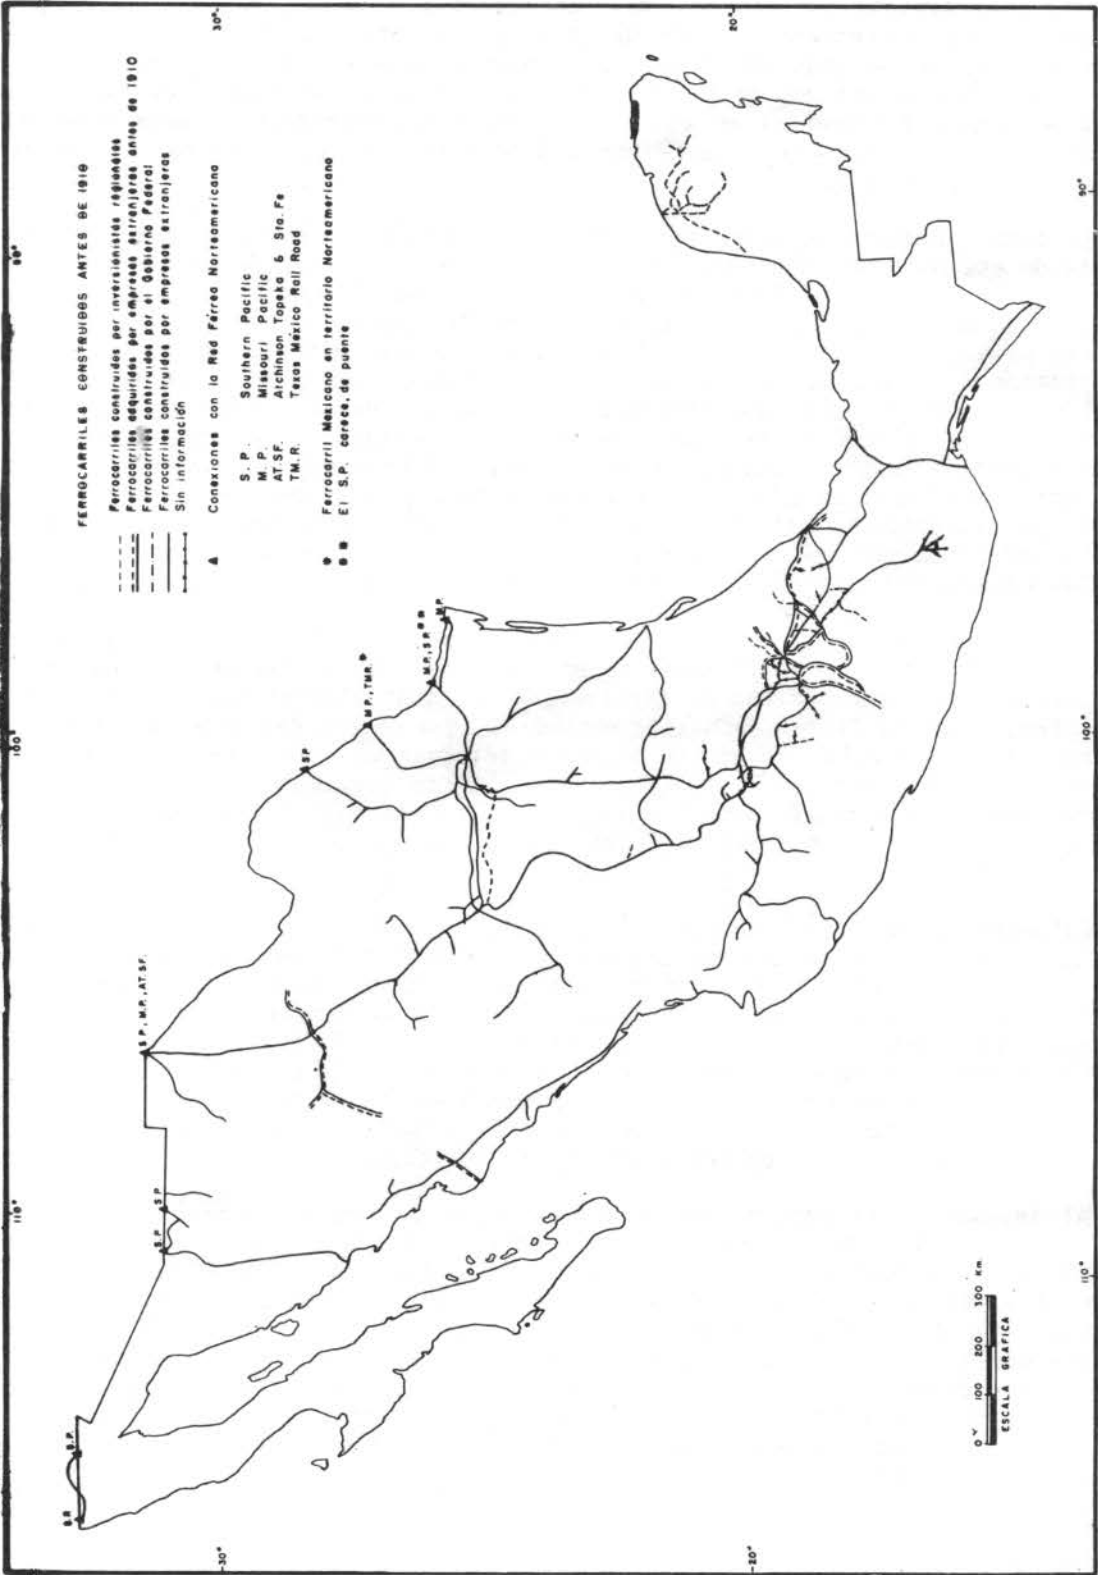 FERROCARRILES CONSTRUIDOS ANTES DE 1910
Ferrocarriles construidos por inversionistas regionales
Ferrocarriles adquiridos por empresas extranjeras antes de 1910
Ferrocarriles construidos por el Gobierno Federal
Ferrocarriles construidos por empresas extranjeras
Sin información
Conexiones con la Red Férrea Norteamericana
S. P. Southern Pacific
M. P. Missouri Pacific
AT.SF. Atchinson Topeka & Sta. Fe
TM.R. Texas México Rail Road
* Ferrocarril Mexicano en territorio Norteamericano
* * El S.P. carece, de puente
S.P.
S.P.
S.P
S P
S P, M.P., AT.SF.
S P
M P., TMR.*
M.P., S.P.**
M.P.
110°
100°
90°
30°
20°
30°
20°
110°
100°
90°
0 100 200 300 Km.
ESCALA GRAFICA